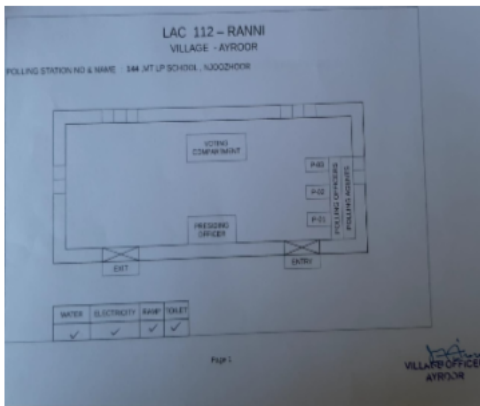 LAC 112 – RANNI
VILLAGE - AYROOR
POLLING STATION NO & NAME : 144 ,MT LP SCHOOL ,
VOTING
COMPARTMENT
P-03
P-02
P-01
POLLING OFFICERS
POLLING AGENTS
PRESIDING
OFFICER
EXIT
ENTRY
WATER ELECTRICITY RAMP TOILET
✓ ✓ ✓ ✓
Page 1
VILLAGE OFFICER
AYROOR